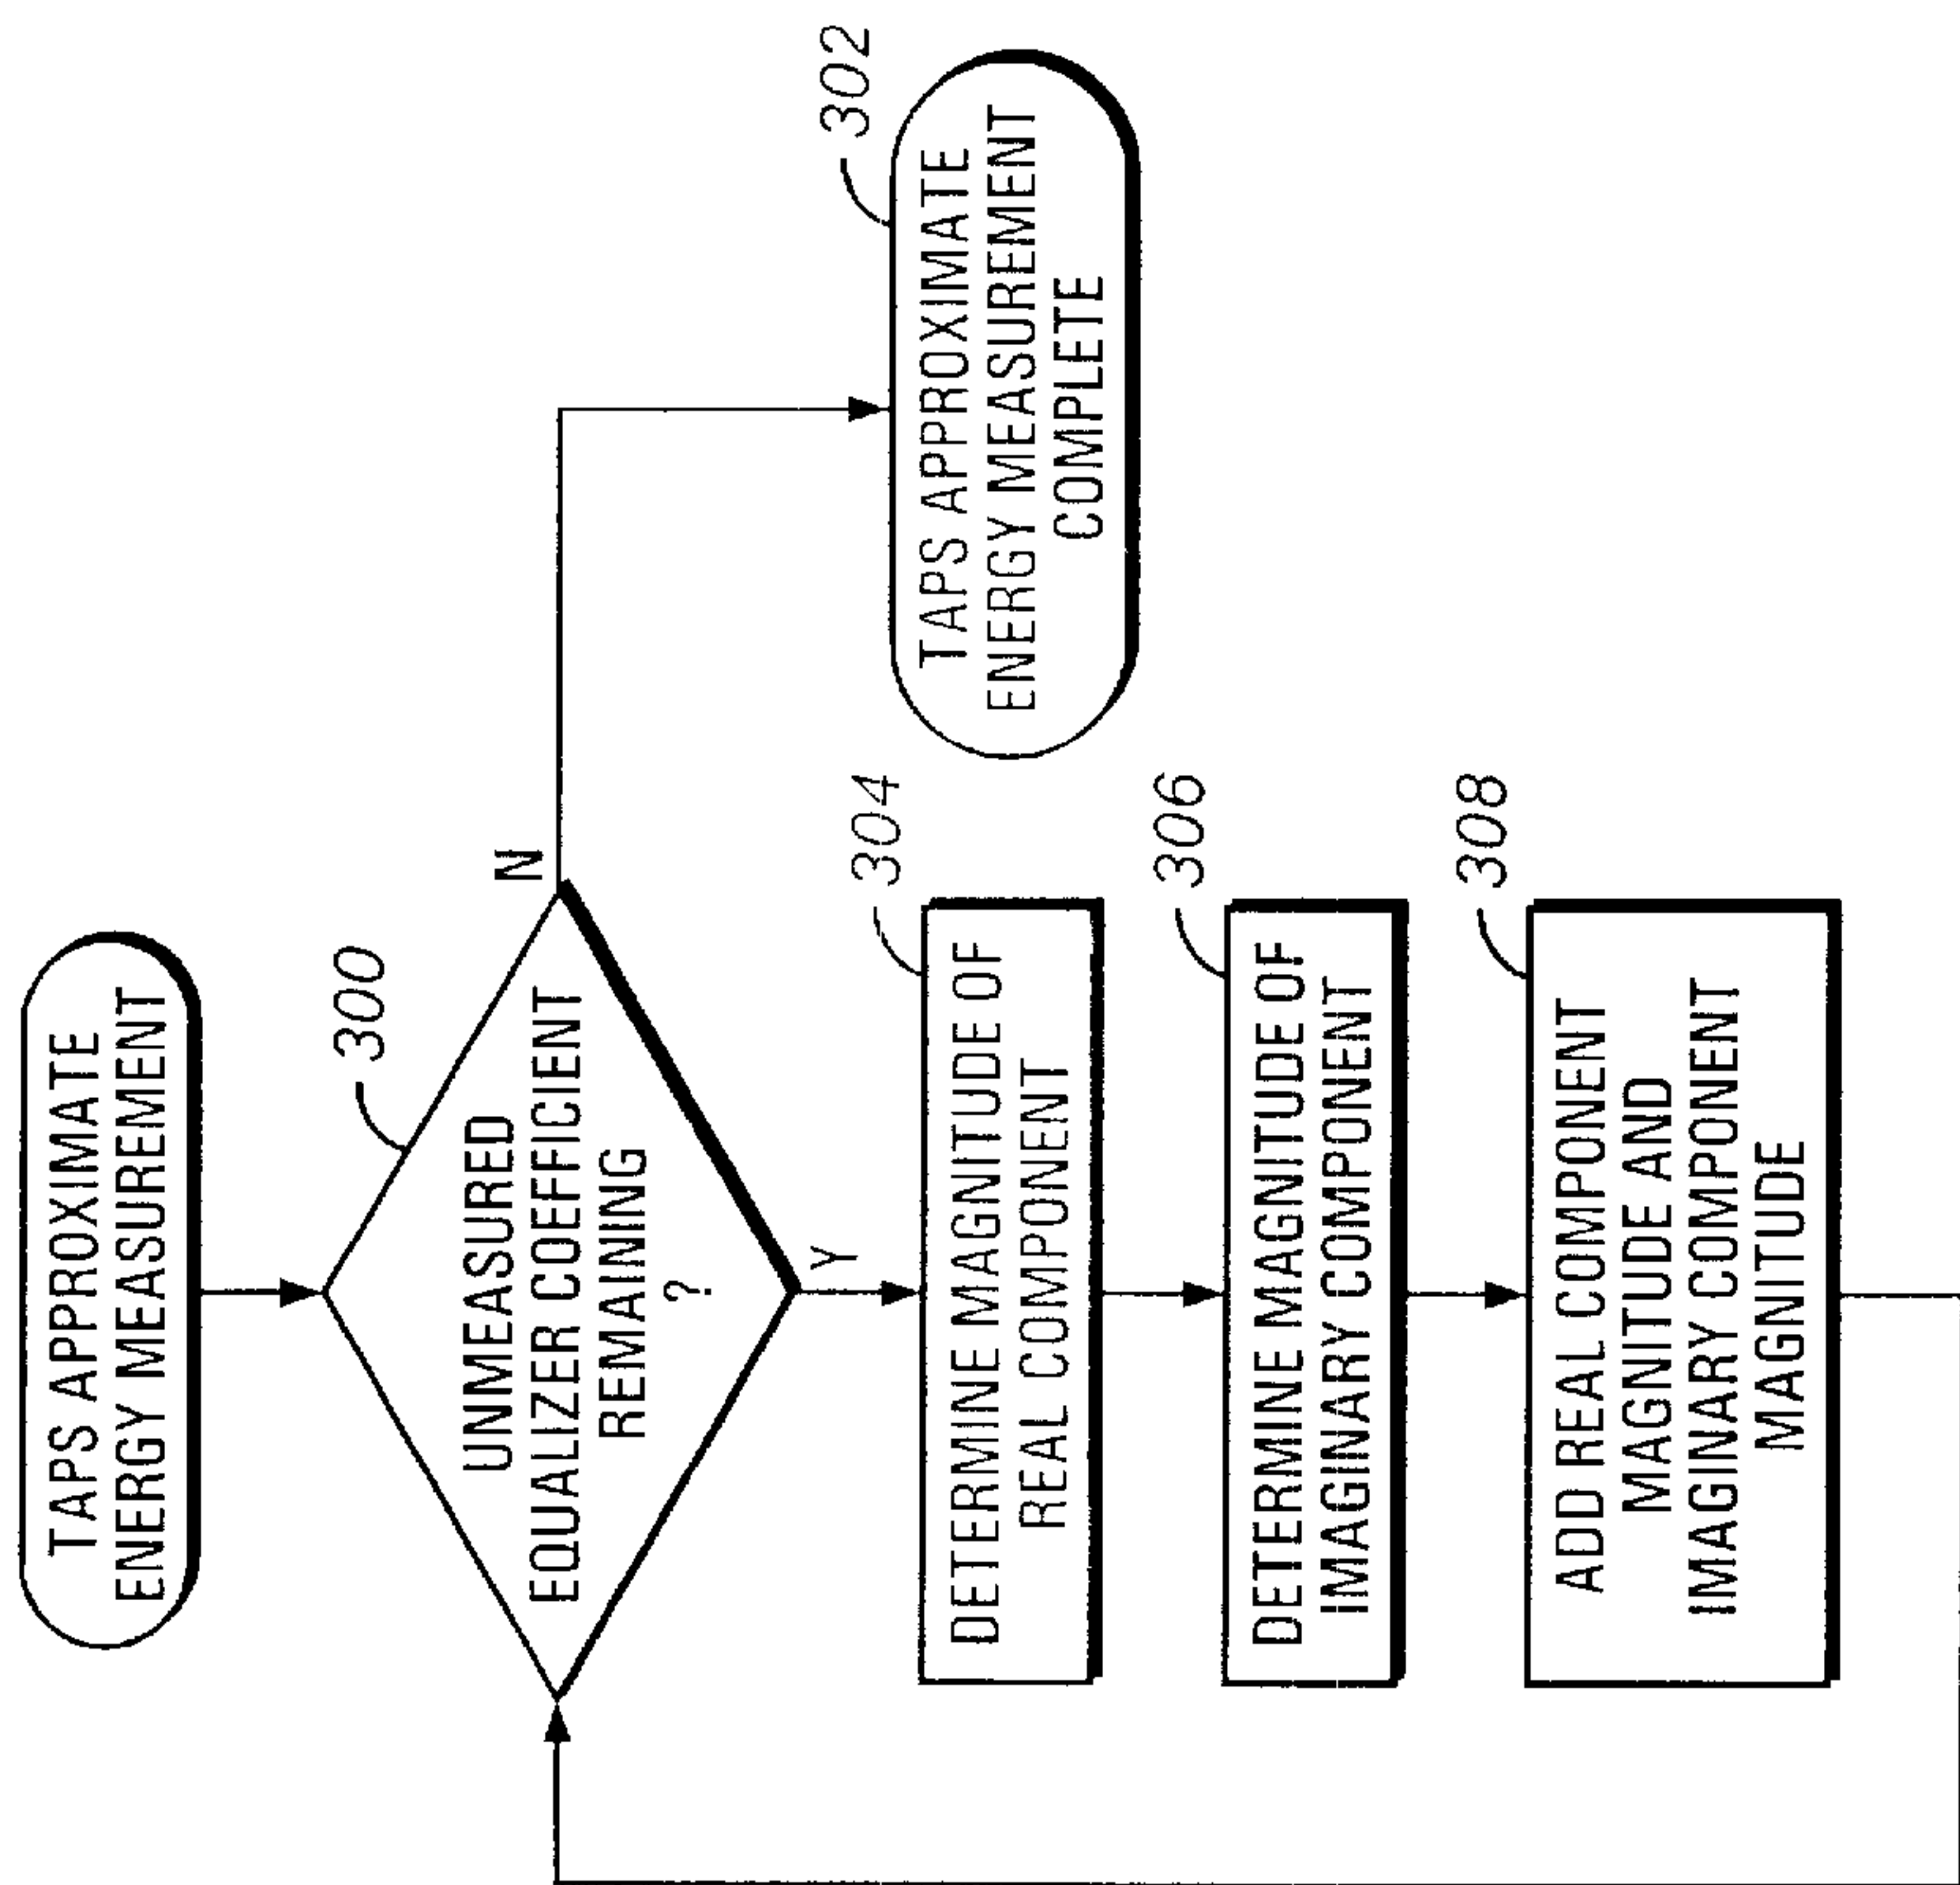 TAPS APPROXIMATE
ENERGY MEASUREMENT
300
UNMEASURED
EQUALIZER COEFFICIENT
REMAINING
?
N
Y
302
TAPS APPROXIMATE
ENERGY MEASUREMENT
COMPLETE
304
DETERMINE MAGNITUDE OF
REAL COMPONENT
306
DETERMINE MAGNITUDE OF
IMAGINARY COMPONENT
308
ADD REAL COMPONENT
MAGNITUDE AND
IMAGINARY COMPONENT
MAGNITUDE